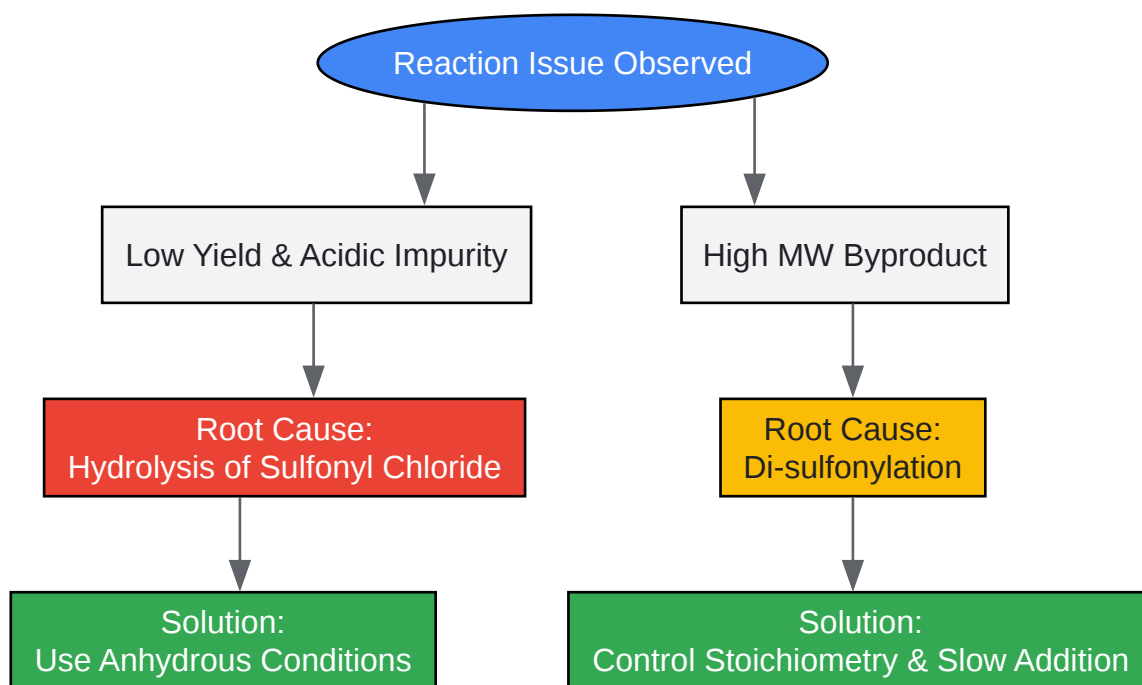 Reaction Issue Observed
Low Yield & Acidic Impurity
High MW Byproduct
Root Cause:
Hydrolysis of Sulfonyl Chloride
Root Cause:
Di-sulfonylation
Solution:
Use Anhydrous Conditions
Solution:
Control Stoichiometry & Slow Addition